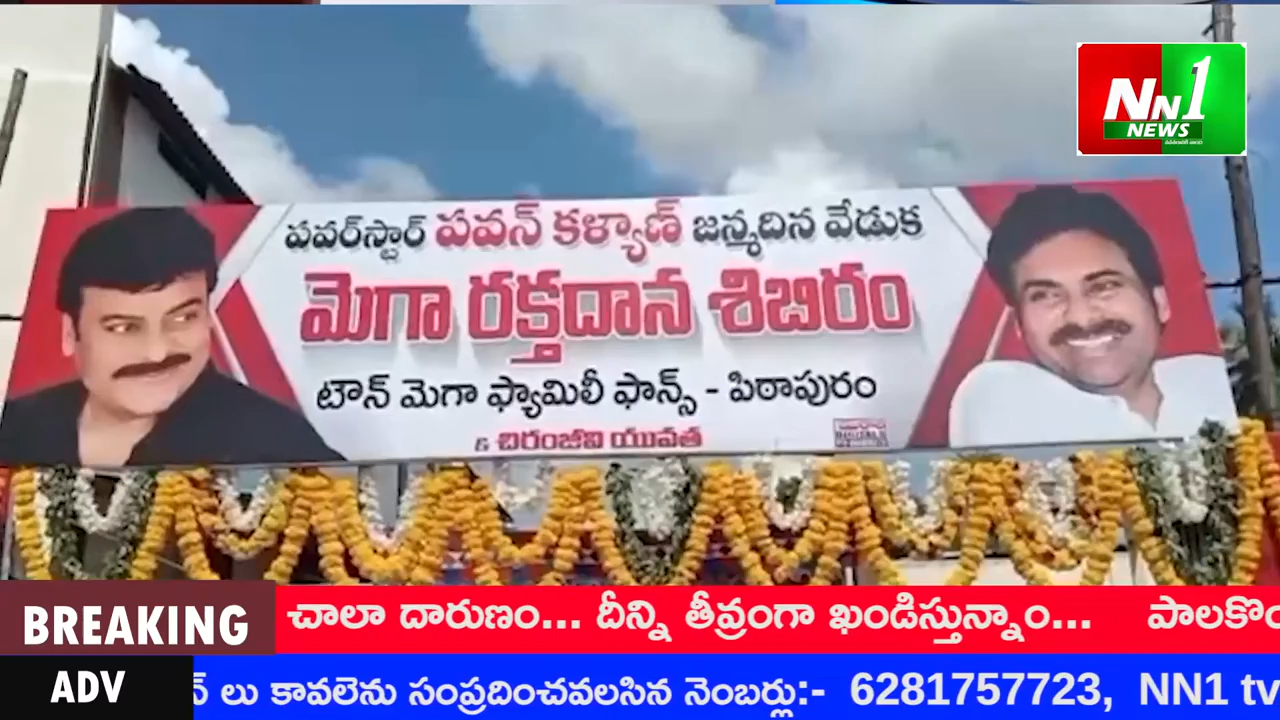 NN1
NEWS
పవర్‌స్టార్ పవన్ కళ్యాణ్ జన్మదిన వేడుక
మెగా రక్తదాన శిబిరం
టౌన్ మెగా ఫ్యామిలీ ఫాన్స్ - పిఠాపురం
& చిరంజీవి యువత
BREAKING చాలా దారుణం... దీన్ని తీవ్రంగా ఖండిస్తున్నాం... పాలకొం
ADV న్ లు కావలెను సంప్రదించవలసిన నెంబర్లు:- 6281757723, NN1 tv